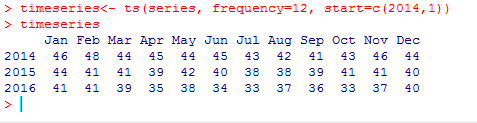 > timeseries<- ts(series, frequency=12, start=c(2014,1))
> timeseries
     Jan Feb Mar Apr May Jun Jul Aug Sep Oct Nov Dec
2014  46  48  44  45  44  45  43  42  41  43  46  44
2015  44  41  41  39  42  40  38  38  39  41  41  40
2016  41  41  39  35  38  34  33  37  36  33  37  40
>